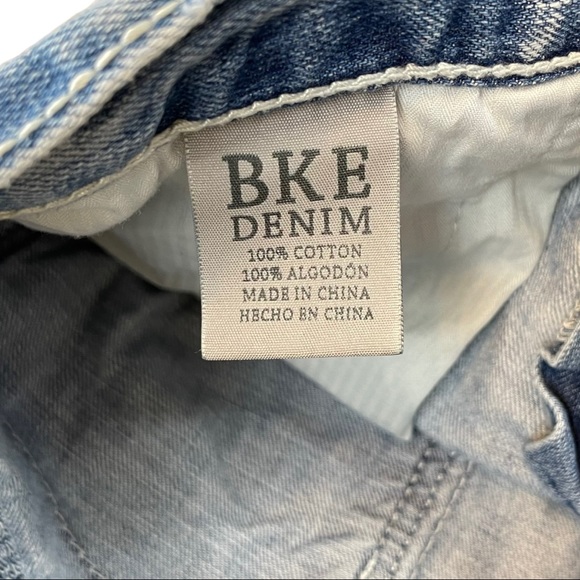 BKE
DENIM
100% COTTON
100% ALGODÓN
MADE IN CHINA
HECHO EN CHINA